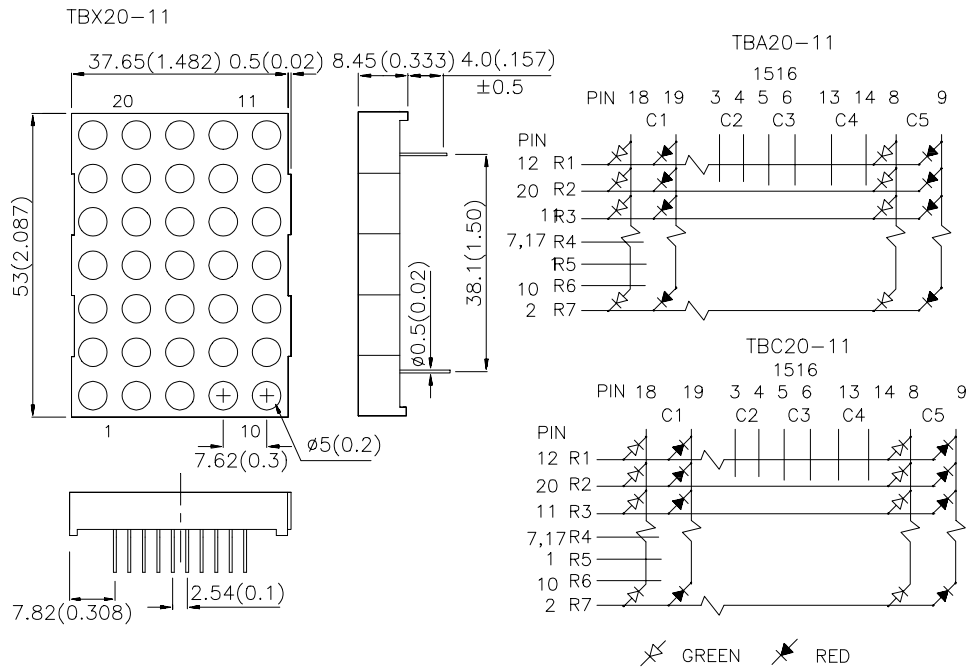 TBX20-11
37.65(1.482) 0.5(0.02) 8.45(0.333) 4.0(.157)
±0.5
20 11
53(2.087)
1 10
ø5(0.2)
7.62(0.3)
ø0.5(0.02)
38.1(1.50)
7.82(0.308)
2.54(0.1)
TBA20-11
1516
PIN 18 19 3 4 5 6 13 14 8 9
C1 C2 C3 C4 C5
PIN
12 R1
20 R2
11 R3
7,17 R4
1 R5
10 R6
2 R7
TBC20-11
1516
PIN 18 19 3 4 5 6 13 14 8 9
C1 C2 C3 C4 C5
PIN
12 R1
20 R2
11 R3
7,17 R4
1 R5
10 R6
2 R7
GREEN RED